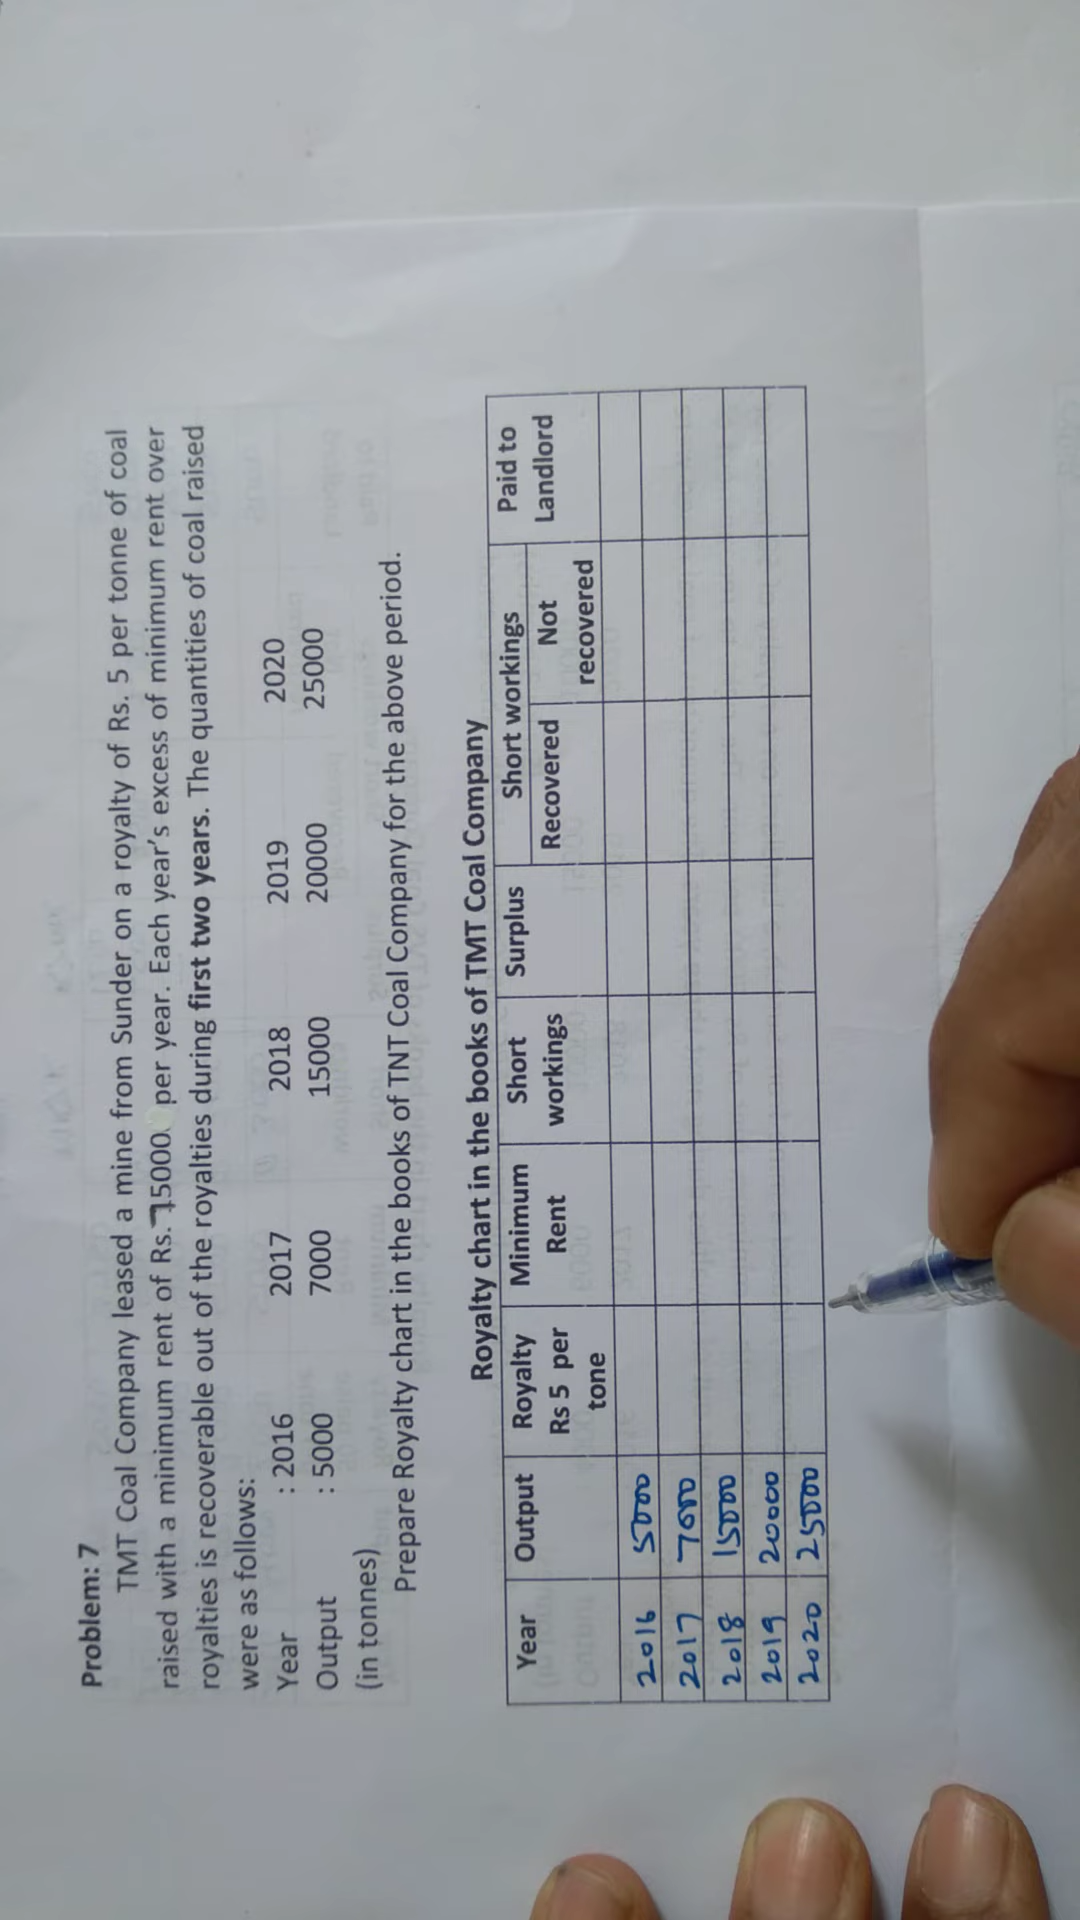 Problem: 7
TMT Coal Company leased a mine from Sunder on a royalty of Rs. 5 per tonne of coal
raised with a minimum rent of Rs. 75000 per year. Each year's excess of minimum rent over
royalties is recoverable out of the royalties during first two years. The quantities of coal raised
were as follows:
Year : 2016 2017 2018 2019 2020
Output : 5000 7000 15000 20000 25000
(in tonnes)
Prepare Royalty chart in the books of TNT Coal Company for the above period.
Royalty chart in the books of TMT Coal Company
Year Output Royalty Minimum Short Surplus Short workings Paid to
Rs 5 per Rent workings Recovered Not Landlord
tone recovered
2016 5000
2017 7000
2018 15000
2019 20000
2020 25000